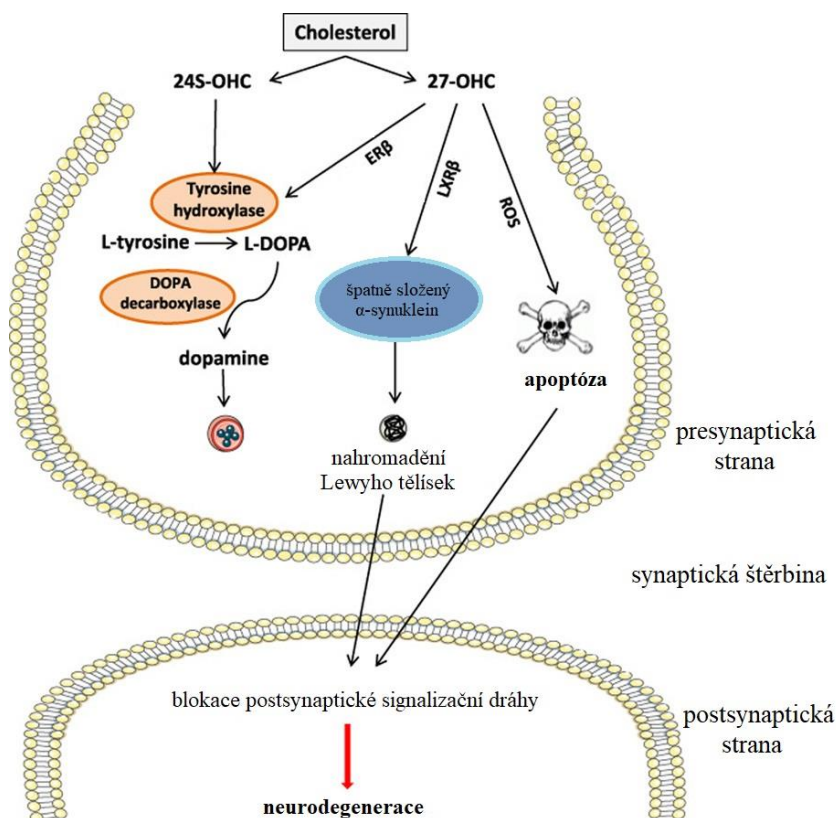 Cholesterol
24S-OHC
27-OHC
ERβ
LXRβ
ROS
Tyrosine
hydroxylase
L-tyrosine
L-DOPA
DOPA
decarboxylase
dopamine
špatně složený
α-synuklein
apoptóza
nahromadění
Lewyho tělísek
presynaptická
strana
synaptická štěrbina
blokace postsynaptické signalizační dráhy
postsynaptická
strana
neurodegenerace